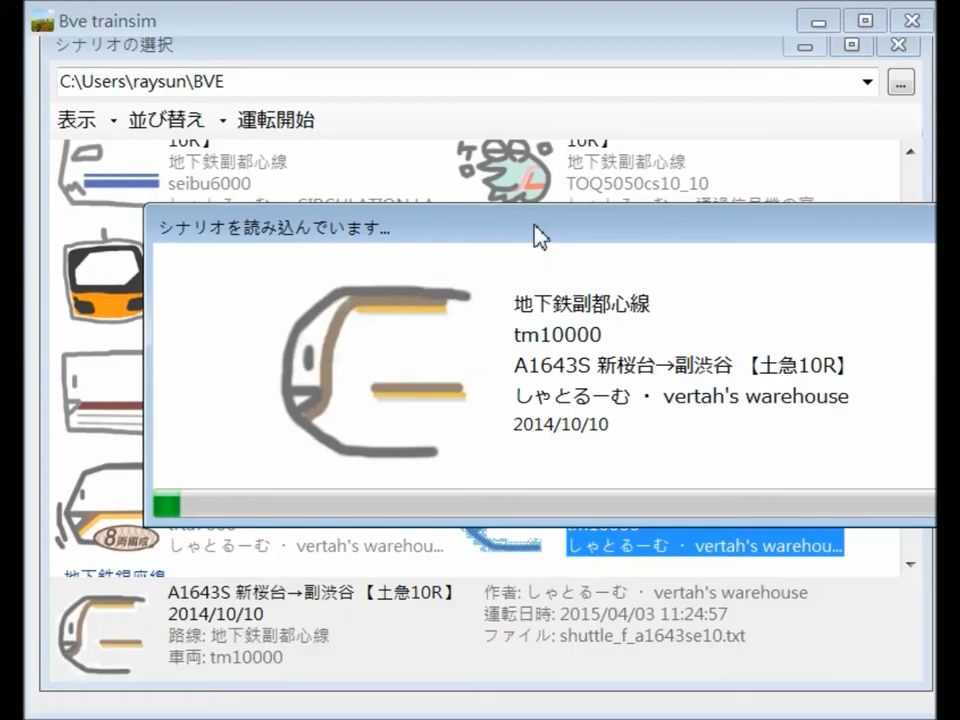 Bve trainsim
シナリオの選択
C:\Users\raysun\BVE
...
表示 並び替え 運転開始
10R】
地下鉄副都心線
seibu6000
10R】
地下鉄副都心線
TOQ5050cs10_10
シナリオを読み込んでいます...
地下鉄副都心線
tm10000
A1643S 新桜台→副渋谷 【土急10R】
しゃとるーむ ・ vertah's warehouse
2014/10/10
8両編成
しゃとるーむ ・ vertah's warehou...
tm10000
しゃとるーむ ・ vertah's warehou...
地下鉄銀座線
A1643S 新桜台→副渋谷 【土急10R】
2014/10/10
路線: 地下鉄副都心線
車両: tm10000
作者: しゃとるーむ ・ vertah's warehouse
運転日時: 2015/04/03 11:24:57
ファイル: shuttle_f_a1643se10.txt